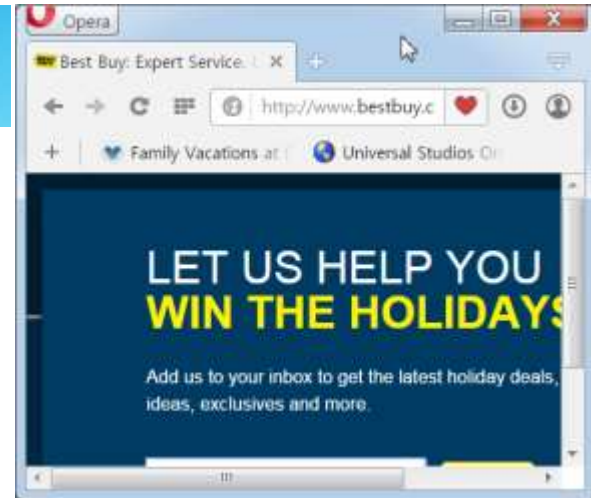 Opera
Best Buy: Expert Service.
http://www.bestbuy.c
Family Vacations at
Universal Studios
LET US HELP YOU
WIN THE HOLIDAYS
Add us to your inbox to get the latest holiday deals,
ideas, exclusives and more.